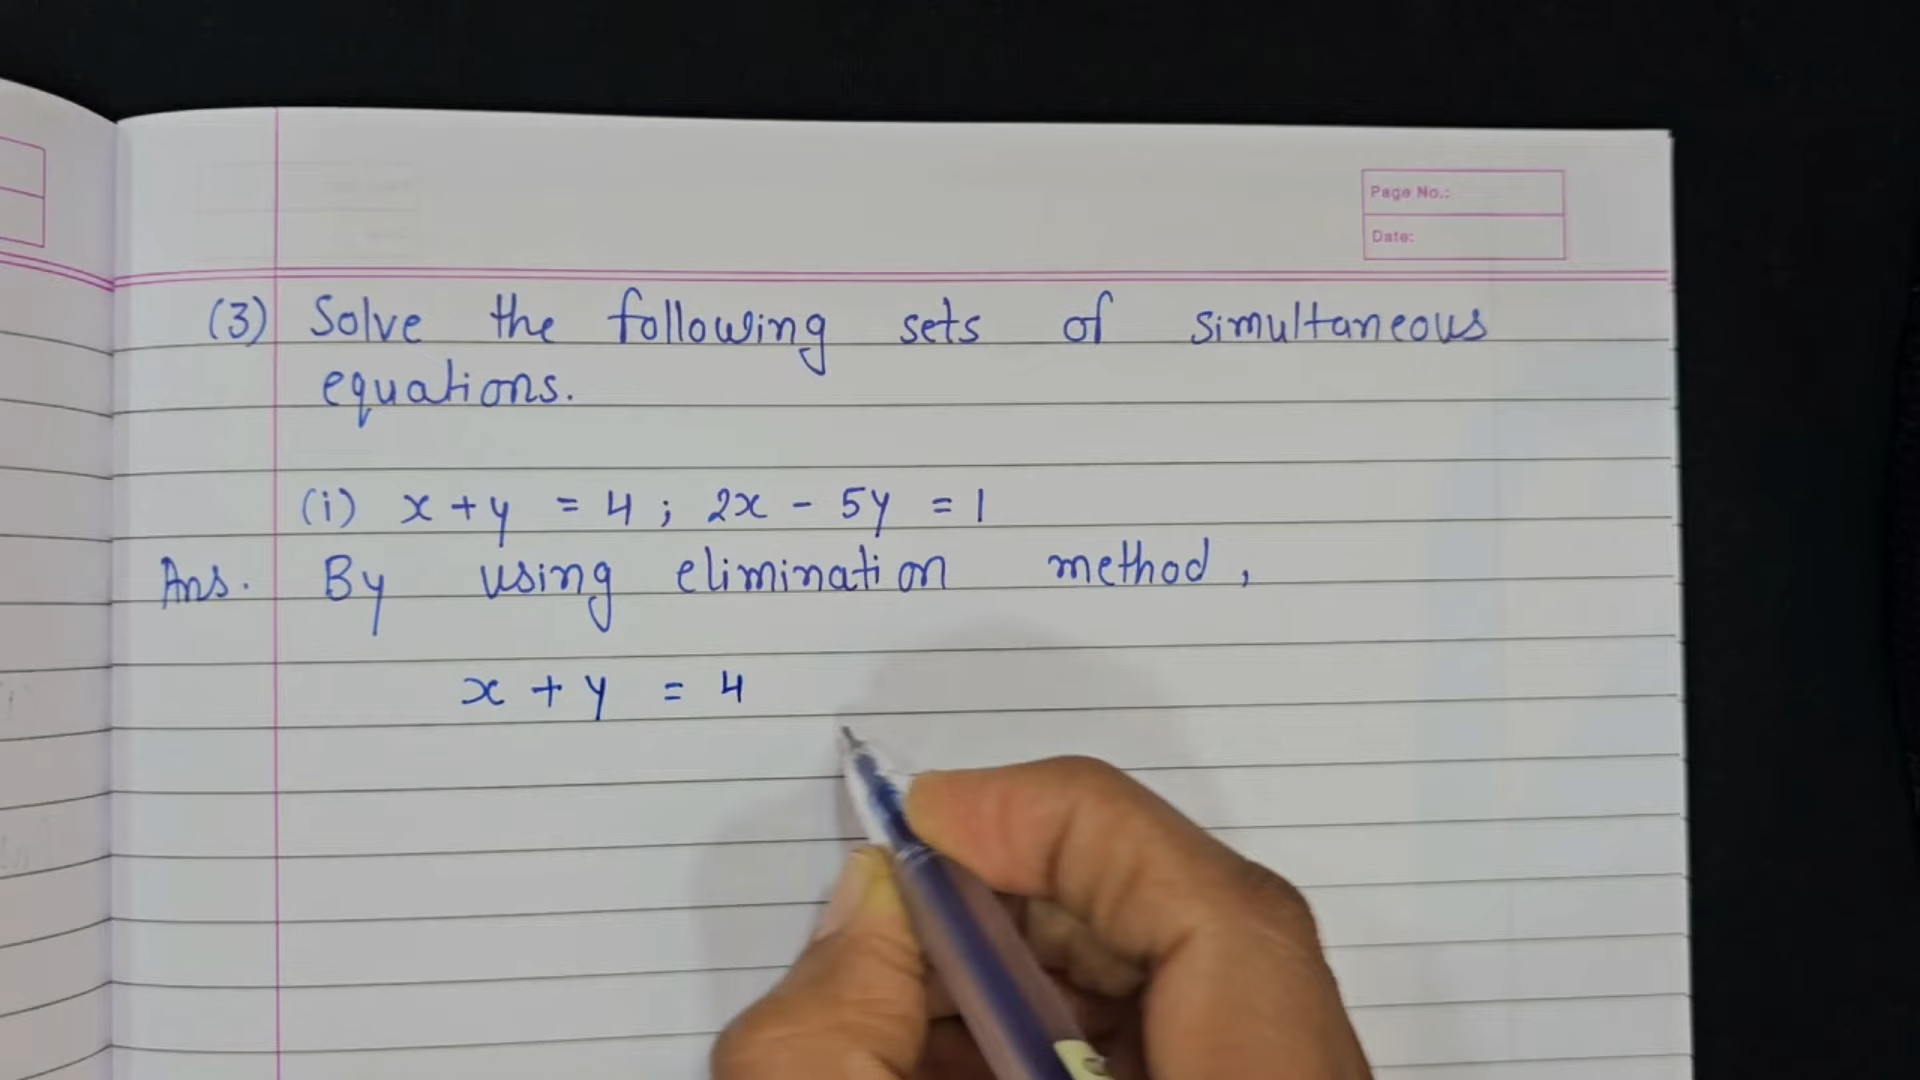 Page No.:
Date:
(3) Solve the following sets of simultaneous
equations.
(i) x + y = 4 ; 2x - 5y = 1
Ans. By using elimination method,
x + y = 4